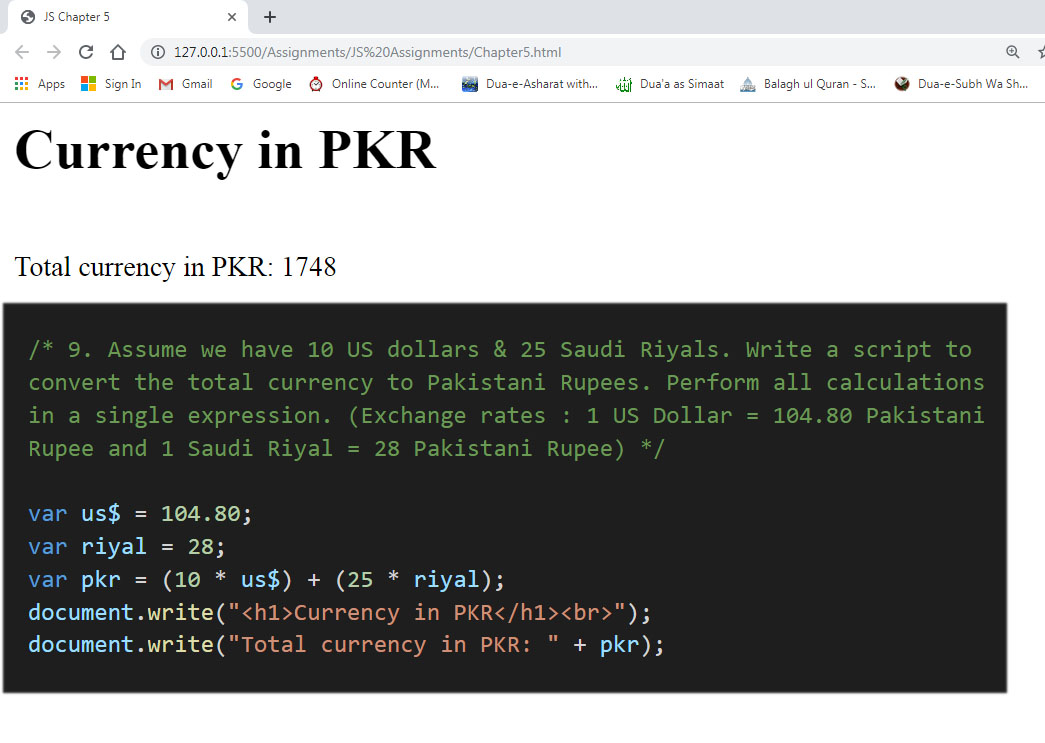 JS Chapter 5
127.0.0.1:5500/Assignments/JS%20Assignments/Chapter5.html
Apps Sign In Gmail Google Online Counter (M... Dua-e-Asharat with... Dua'a as Simaat Balagh ul Quran - S... Dua-e-Subh Wa Sh...
Currency in PKR
Total currency in PKR: 1748
/* 9. Assume we have 10 US dollars & 25 Saudi Riyals. Write a script to
convert the total currency to Pakistani Rupees. Perform all calculations
in a single expression. (Exchange rates : 1 US Dollar = 104.80 Pakistani
Rupee and 1 Saudi Riyal = 28 Pakistani Rupee) */
var us$ = 104.80;
var riyal = 28;
var pkr = (10 * us$) + (25 * riyal);
document.write("<h1>Currency in PKR</h1><br>");
document.write("Total currency in PKR: " + pkr);